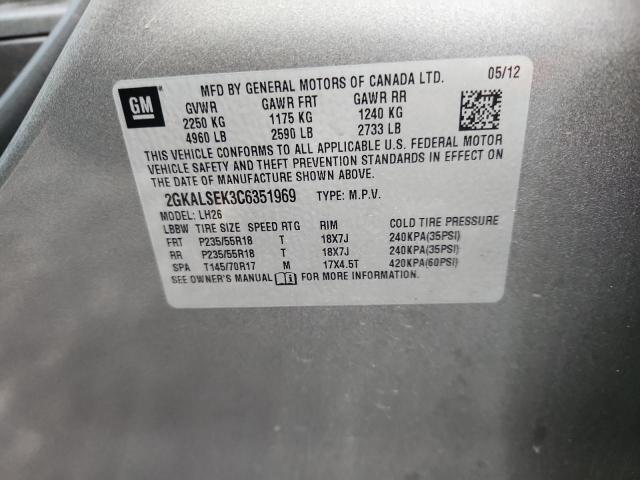 GM
MFD BY GENERAL MOTORS OF CANADA LTD. 05/12
GVWR GAWR FRT GAWR RR
2250 KG 1175 KG 1240 KG
4960 LB 2590 LB 2733 LB
THIS VEHICLE CONFORMS TO ALL APPLICABLE U.S. FEDERAL MOTOR
VEHICLE SAFETY AND THEFT PREVENTION STANDARDS IN EFFECT ON
THE DATE OF MANUFACTURE SHOWN ABOVE.
2GKALSEK3C6351969 TYPE: M.P.V.
MODEL: LH26
LBBW TIRE SIZE SPEED RTG RIM COLD TIRE PRESSURE
FRT P235/55R18 T 18X7J 240KPA(35PSI)
RR P235/55R18 T 18X7J 240KPA(35PSI)
SPA T145/70R17 M 17X4.5T 420KPA(60PSI)
SEE OWNER'S MANUAL FOR MORE INFORMATION.